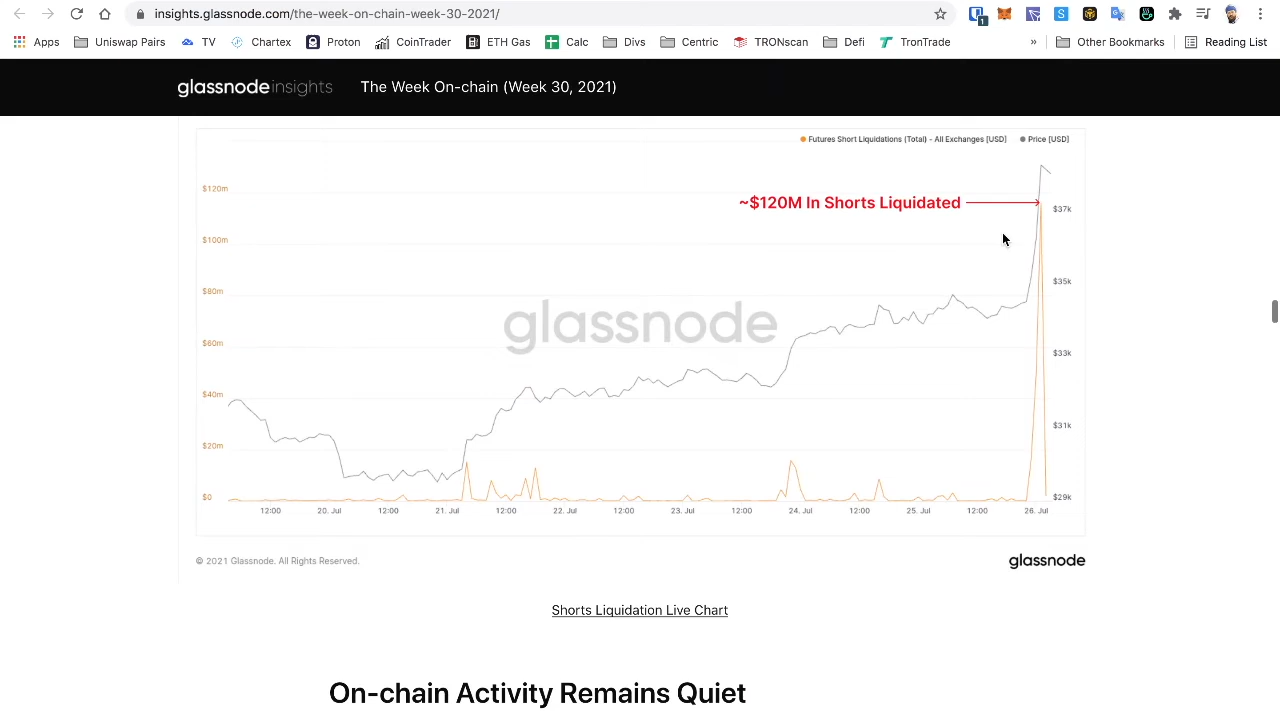 insights.glassnode.com/the-week-on-chain-week-30-2021/
1
Apps Uniswap Pairs TV Chartex Proton CoinTrader ETH Gas Calc Divs Centric TRONscan Defi TronTrade » Other Bookmarks Reading List
glassnode insights The Week On-chain (Week 30, 2021)
Futures Short Liquidations (Total) - All Exchanges [USD] Price [USD]
$120m
~$120M In Shorts Liquidated
$37k
$100m
$35k
$80m
glassnode
$60m
$33k
$40m
$31k
$20m
$0
$29k
12:00 20. Jul 12:00 21. Jul 12:00 22. Jul 12:00 23. Jul 12:00 24. Jul 12:00 25. Jul 12:00 26. Jul
© 2021 Glassnode. All Rights Reserved.
glassnode
Shorts Liquidation Live Chart
On-chain Activity Remains Quiet